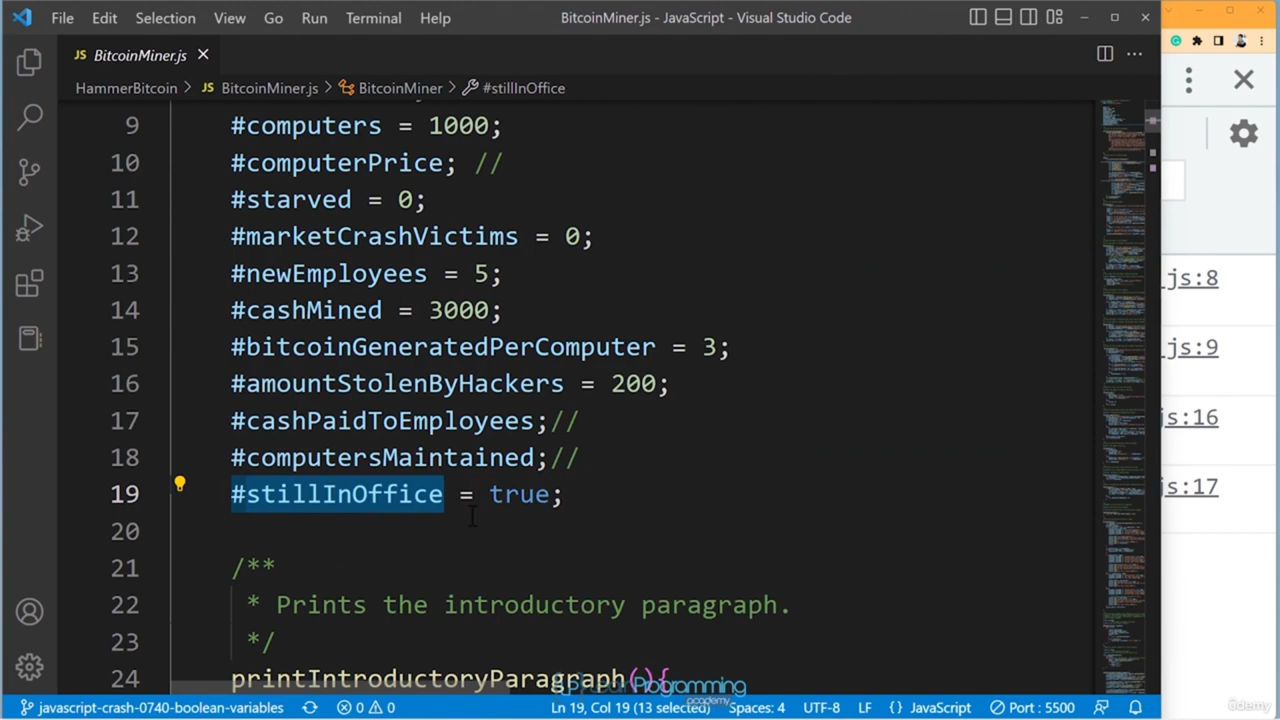 File Edit Selection View Go Run Terminal Help BitcoinMiner.js - JavaScript - Visual Studio Code
JS BitcoinMiner.js
HammerBitcoin > JS BitcoinMiner.js > BitcoinMiner > #stillInOffice
9 #computers = 1000;
10 #computerPrice; //
11 #starved = 0;
12 #marketCrashVictims = 0;
13 #newEmployees = 5;
14 #cashMined = 3000;
15 #bitcoinGeneratedPerComputer = 3;
16 #amountStolenByHackers = 200;
17 #cashPaidToEmployees;//
18 #computersMaintained;//
19 #stillInOffice = true;
20
21 /**
22 * Prints the introductory paragraph.
23 */
24 printIntroductoryParagraph(){
js:8
js:9
js:16
js:17
Programming
academy
javascript-crash-0740-boolean-variables 0 0 Ln 19, Col 19 (13 selected) Spaces: 4 UTF-8 LF {} JavaScript Port : 5500
ûdemy